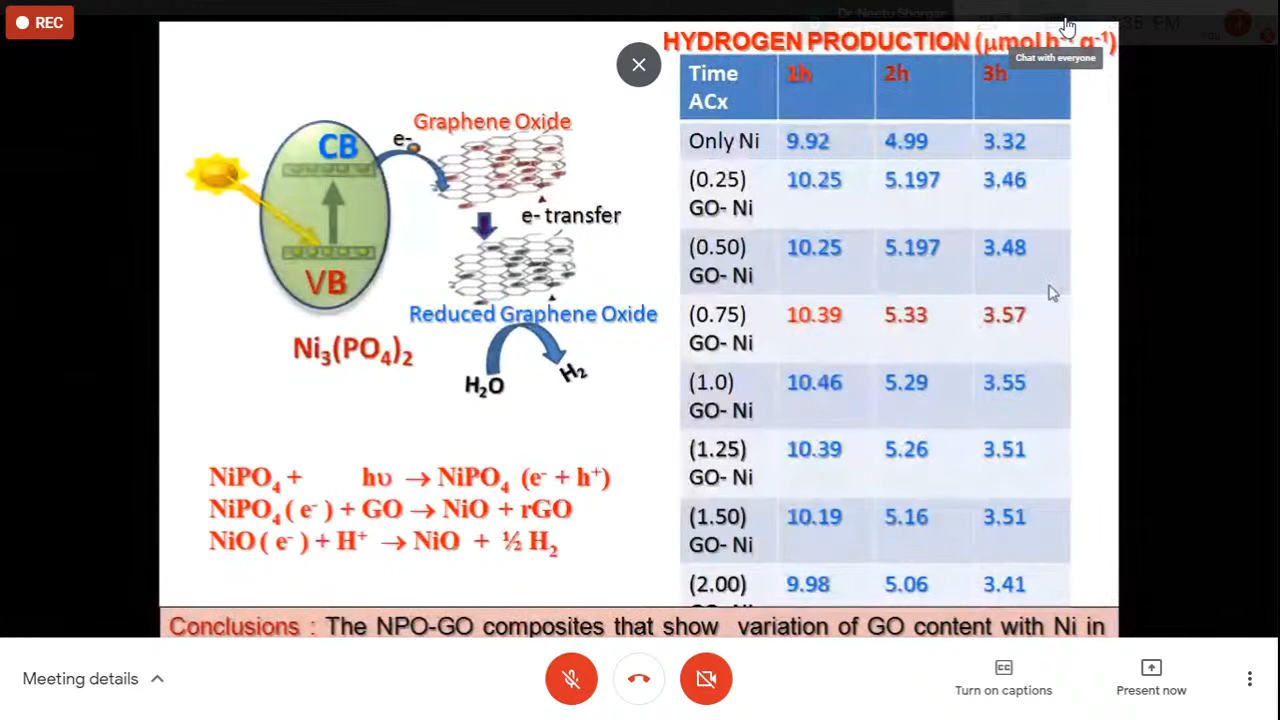 REC
Dr. Neetu Shorgar
:35 PM
You
HYDROGEN PRODUCTION (μmol h⁻¹ g⁻¹)
Chat with everyone
Time ACx 1h 2h 3h
Only Ni 9.92 4.99 3.32
(0.25) GO- Ni 10.25 5.197 3.46
(0.50) GO- Ni 10.25 5.197 3.48
(0.75) GO- Ni 10.39 5.33 3.57
(1.0) GO- Ni 10.46 5.29 3.55
(1.25) GO- Ni 10.39 5.26 3.51
(1.50) GO- Ni 10.19 5.16 3.51
(2.00) 9.98 5.06 3.41
CB
e-
Graphene Oxide
e- transfer
VB
Reduced Graphene Oxide
Ni₃(PO₄)₂
H₂O
H₂
NiPO₄ + hυ → NiPO₄ (e⁻ + h⁺)
NiPO₄ ( e⁻ ) + GO → NiO + rGO
NiO ( e⁻ ) + H⁺ → NiO + ½ H₂
Conclusions : The NPO-GO composites that show variation of GO content with Ni in
Meeting details
Turn on captions
Present now